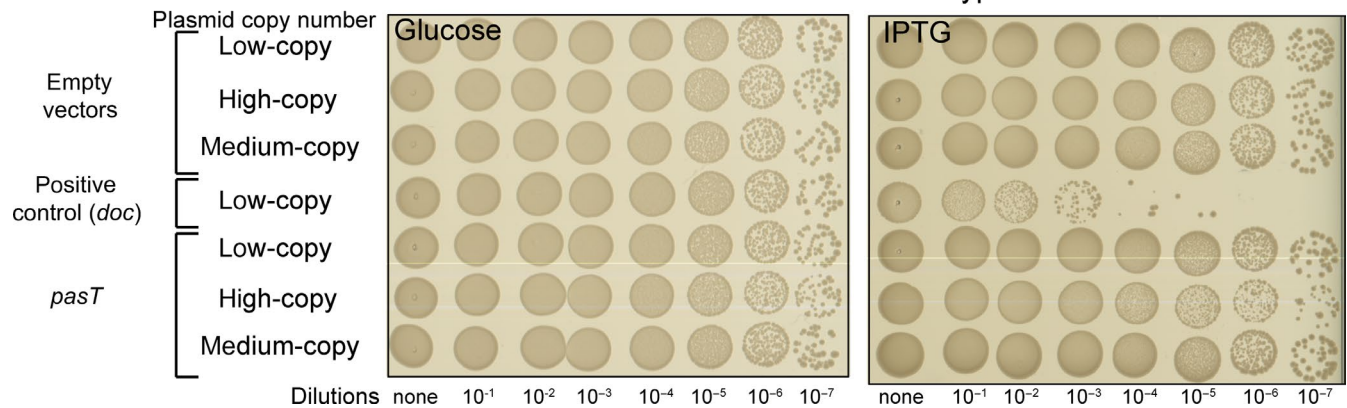 Plasmid copy number
Glucose
IPTG
Empty
vectors
Low-copy
High-copy
Medium-copy
Positive
control (doc)
Low-copy
pasT
Low-copy
High-copy
Medium-copy
Dilutions none 10⁻¹ 10⁻² 10⁻³ 10⁻⁴ 10⁻⁵ 10⁻⁶ 10⁻⁷
none 10⁻¹ 10⁻² 10⁻³ 10⁻⁴ 10⁻⁵ 10⁻⁶ 10⁻⁷